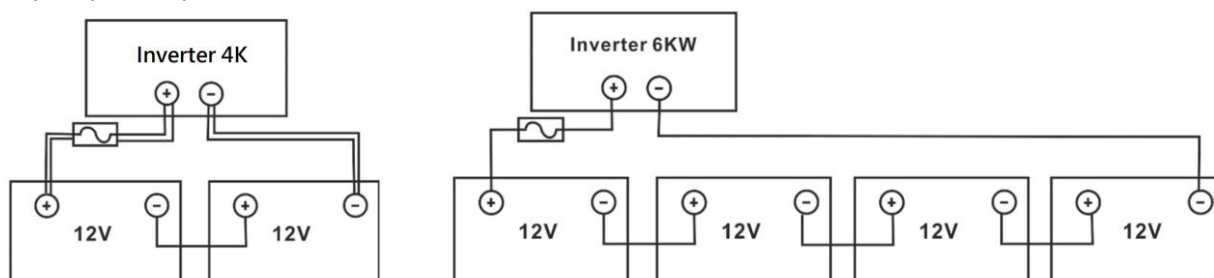 Inverter 4K
+ −
+ − + −
12V 12V
Inverter 6KW
+ −
+ − + − + − + −
12V 12V 12V 12V